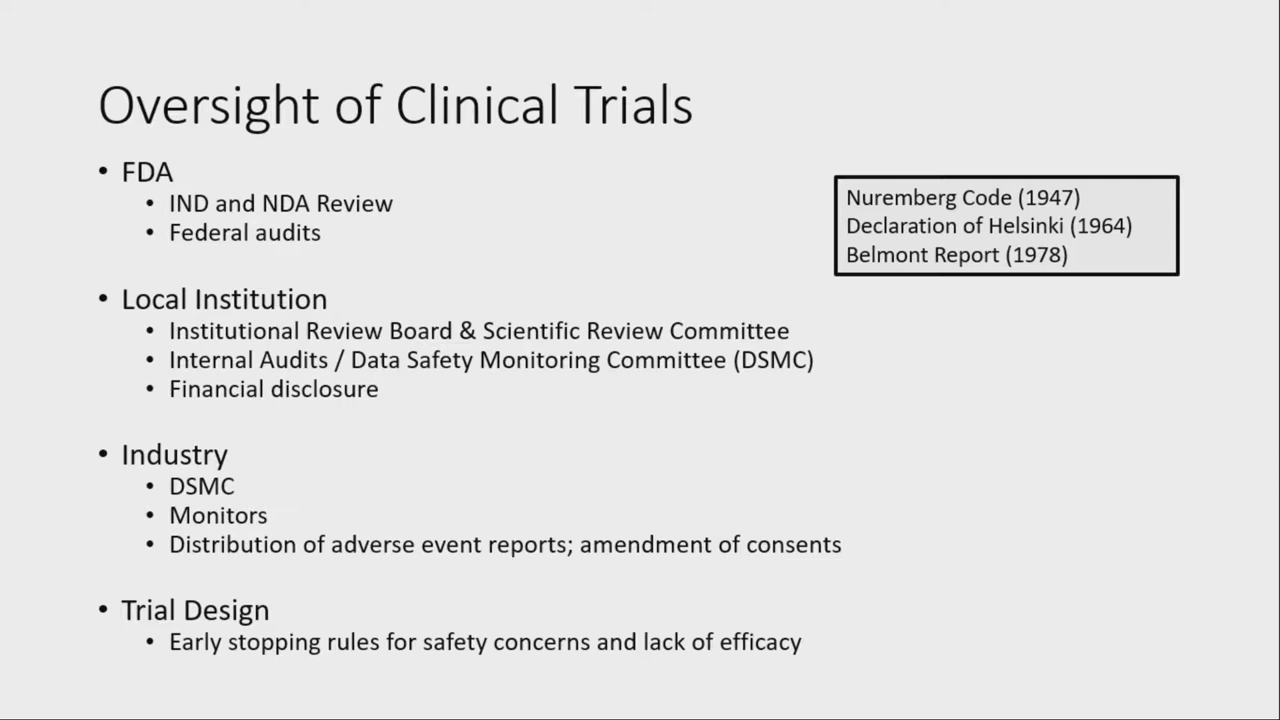 Oversight of Clinical Trials
• FDA
• IND and NDA Review
• Federal audits
Nuremberg Code (1947)
Declaration of Helsinki (1964)
Belmont Report (1978)
• Local Institution
• Institutional Review Board & Scientific Review Committee
• Internal Audits / Data Safety Monitoring Committee (DSMC)
• Financial disclosure
• Industry
• DSMC
• Monitors
• Distribution of adverse event reports; amendment of consents
• Trial Design
• Early stopping rules for safety concerns and lack of efficacy